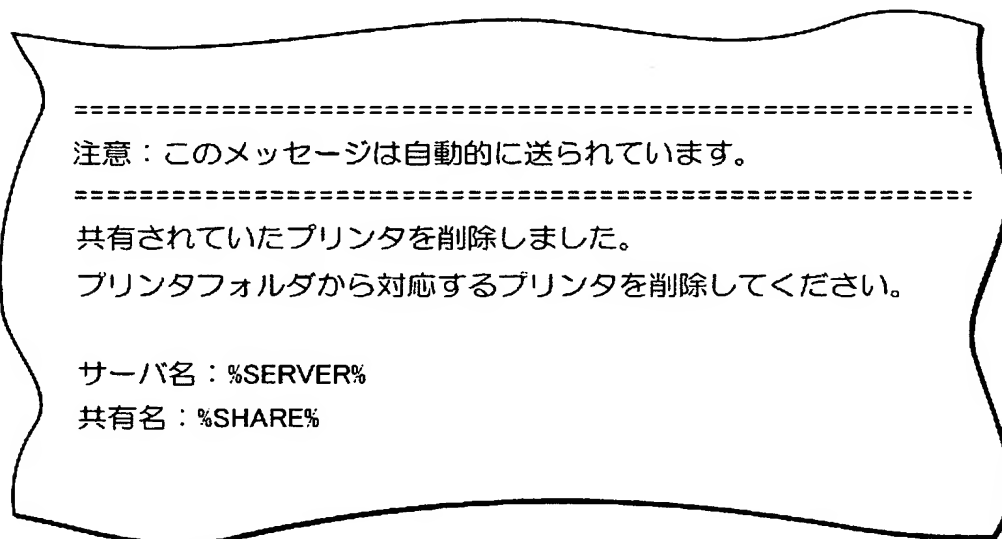 ========================================================
注意：このメッセージは自動的に送られています。
========================================================
共有されていたプリンタを削除しました。
プリンタフォルダから対応するプリンタを削除してください。
サーバ名：%SERVER%
共有名：%SHARE%